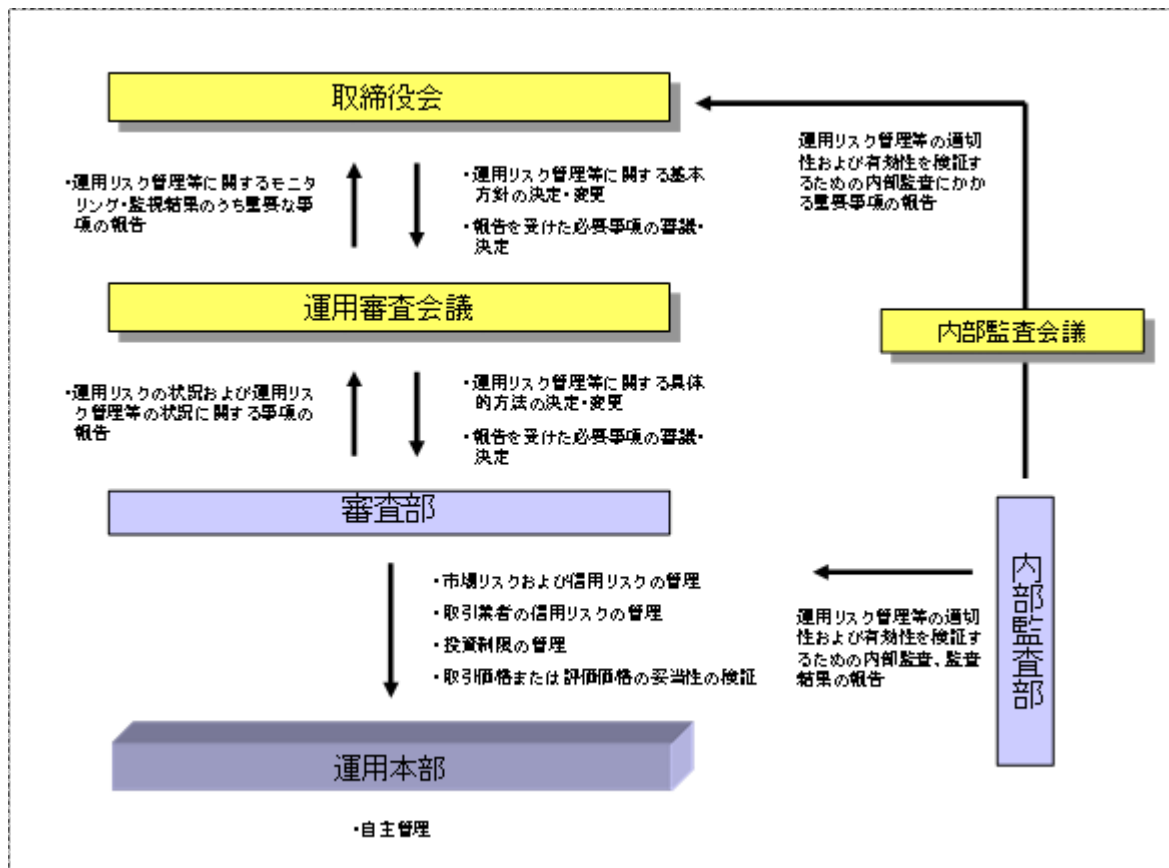 取締役会
・運用リスク管理等に関するモニタ
リング・監視結果のうち重要な事
項の報告
・運用リスク管理等に関する基本
方針の決定・変更
・報告を受けた必要事項の審議・
決定
運用リスク管理等の適切
性および有効性を検証す
るための内部監査にかか
る重要事項の報告
運用審査会議
内部監査会議
・運用リスクの状況および運用リス
ク管理等の状況に関する事項の
報告
・運用リスク管理等に関する具体
的方法の決定・変更
・報告を受けた必要事項の審議・
決定
審査部
内部監査部
・市場リスクおよび信用リスクの管理
・取引業者の信用リスクの管理
・投資制限の管理
・取引価格または評価価格の妥当性の検証
運用リスク管理等の適切
性および有効性を検証す
るための内部監査、監査
結果の報告
運用本部
・自主管理